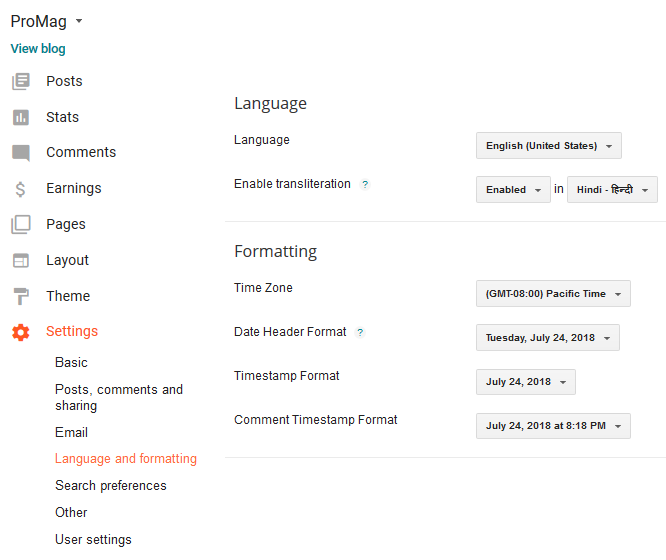 ProMag
View blog
Posts
Stats
Comments
Earnings
Pages
Layout
Theme
Settings
Basic
Posts, comments and
sharing
Email
Language and formatting
Search preferences
Other
User settings
Language
Language English (United States)
Enable transliteration ? Enabled in Hindi - हिन्दी
Formatting
Time Zone (GMT-08:00) Pacific Time
Date Header Format ? Tuesday, July 24, 2018
Timestamp Format July 24, 2018
Comment Timestamp Format July 24, 2018 at 8:18 PM